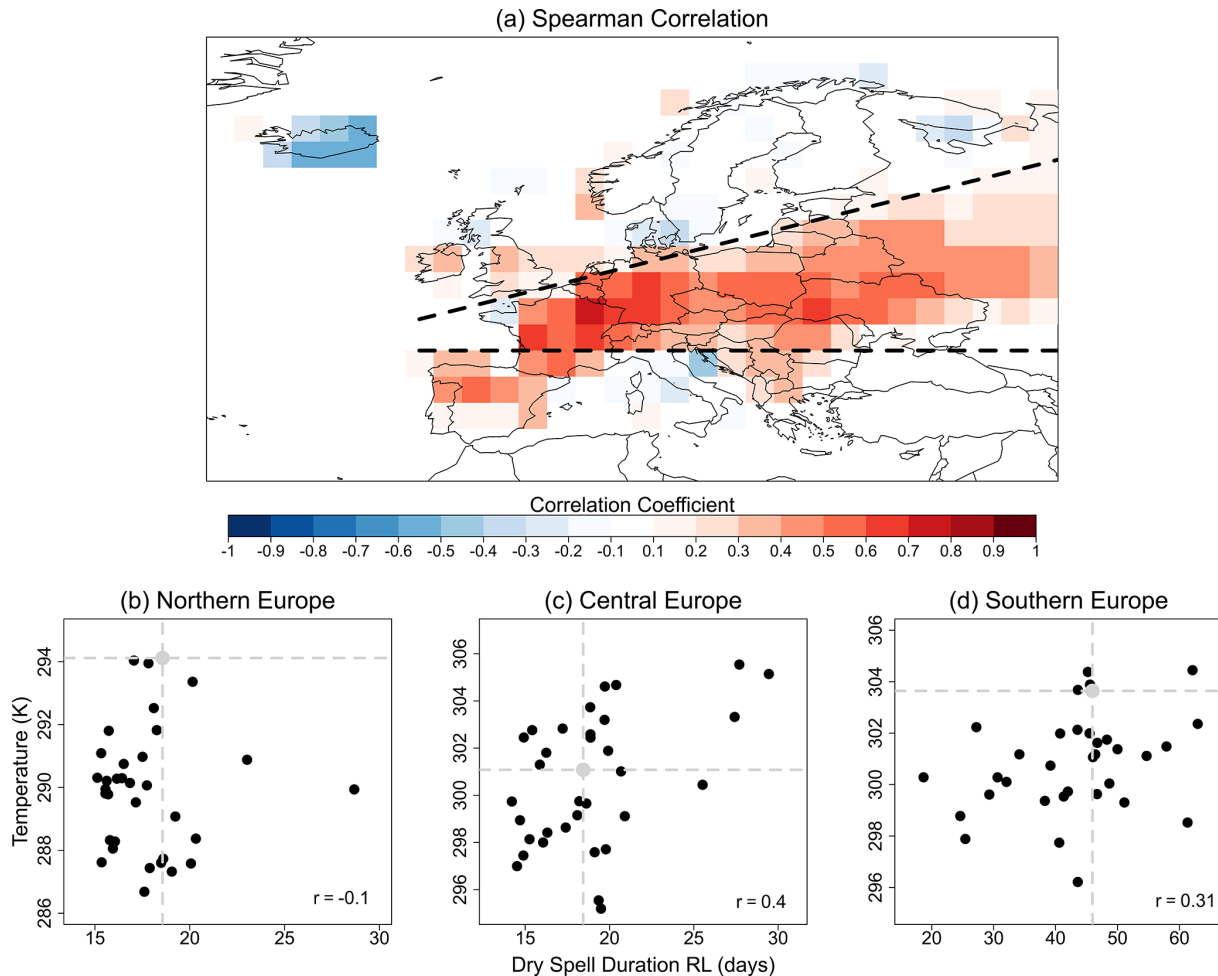 (a) Spearman Correlation
Correlation Coefficient
-1 -0.9 -0.8 -0.7 -0.6 -0.5 -0.4 -0.3 -0.2 0.1 0.2 0.3 0.4 0.5 0.6 0.7 0.8 0.9 1
(b) Northern Europe
(c) Central Europe
(d) Southern Europe
Temperature (K)
294
292
290
288
286
15 20 25 30
r = -0.1
306
304
302
300
298
296
15 20 25 30
r = 0.4
306
304
302
300
298
296
20 30 40 50 60
r = 0.31
Dry Spell Duration RL (days)